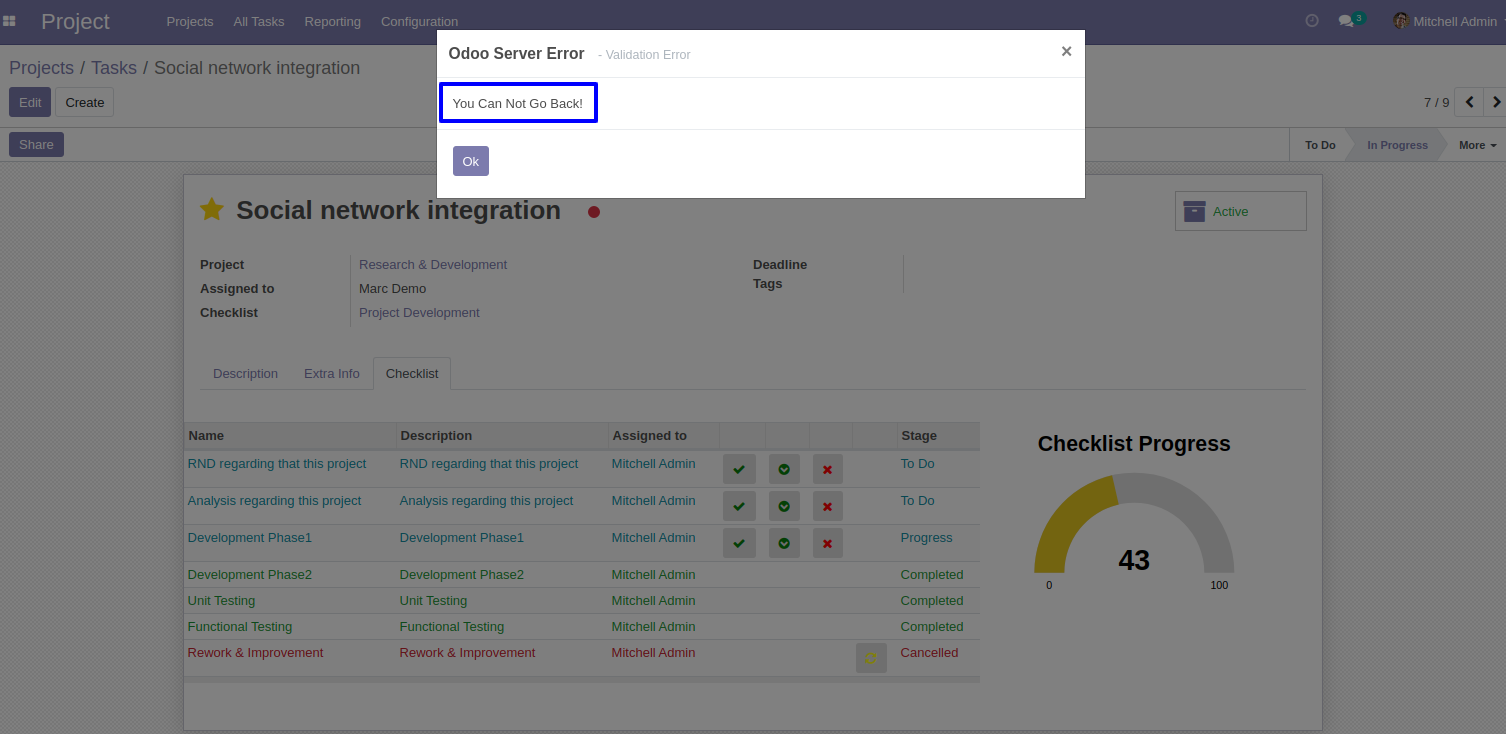 Project Projects All Tasks Reporting Configuration 3 Mitchell Admin
Odoo Server Error - Validation Error ×
Projects / Tasks / Social network integration
You Can Not Go Back!
Edit Create 7 / 9
Share To Do In Progress More
Ok
Social network integration Active
Project Research & Development Deadline
Assigned to Marc Demo Tags
Checklist Project Development
Description Extra Info Checklist
Name Description Assigned to Stage
Checklist Progress
RND regarding that this project RND regarding that this project Mitchell Admin To Do
Analysis regarding this project Analysis regarding this project Mitchell Admin To Do
Development Phase1 Development Phase1 Mitchell Admin Progress
43
Development Phase2 Development Phase2 Mitchell Admin Completed
0 100
Unit Testing Unit Testing Mitchell Admin Completed
Functional Testing Functional Testing Mitchell Admin Completed
Rework & Improvement Rework & Improvement Mitchell Admin Cancelled